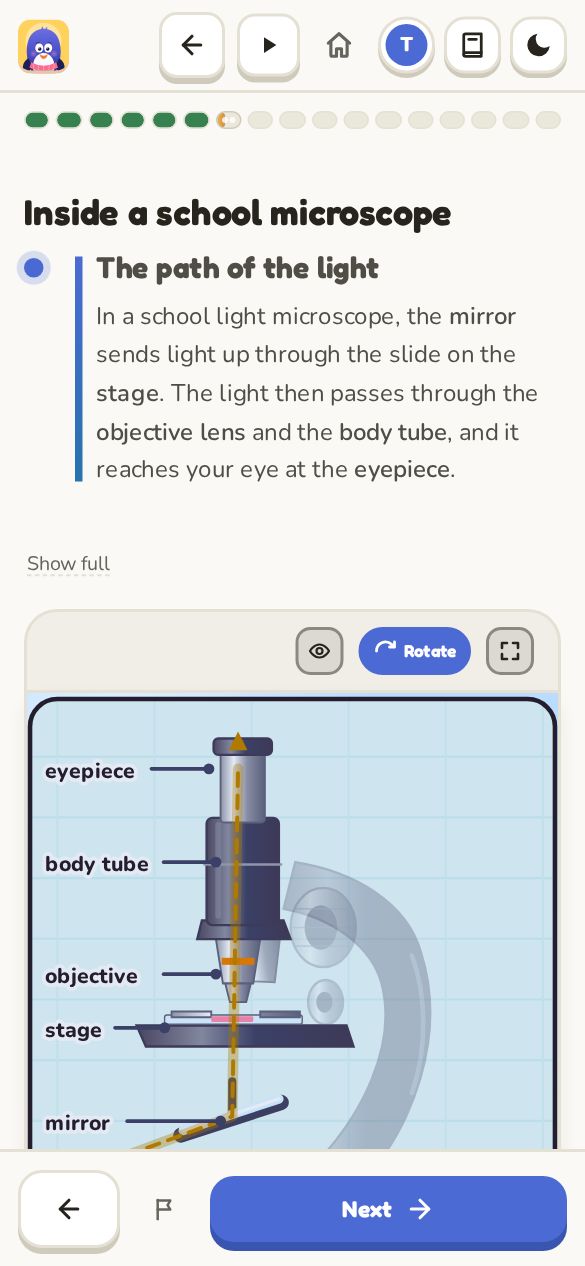 T
Inside a school microscope
The path of the light
In a school light microscope, the mirror
sends light up through the slide on the
stage. The light then passes through the
objective lens and the body tube, and it
reaches your eye at the eyepiece.
Show full
Rotate
eyepiece
body tube
objective
stage
mirror
Next